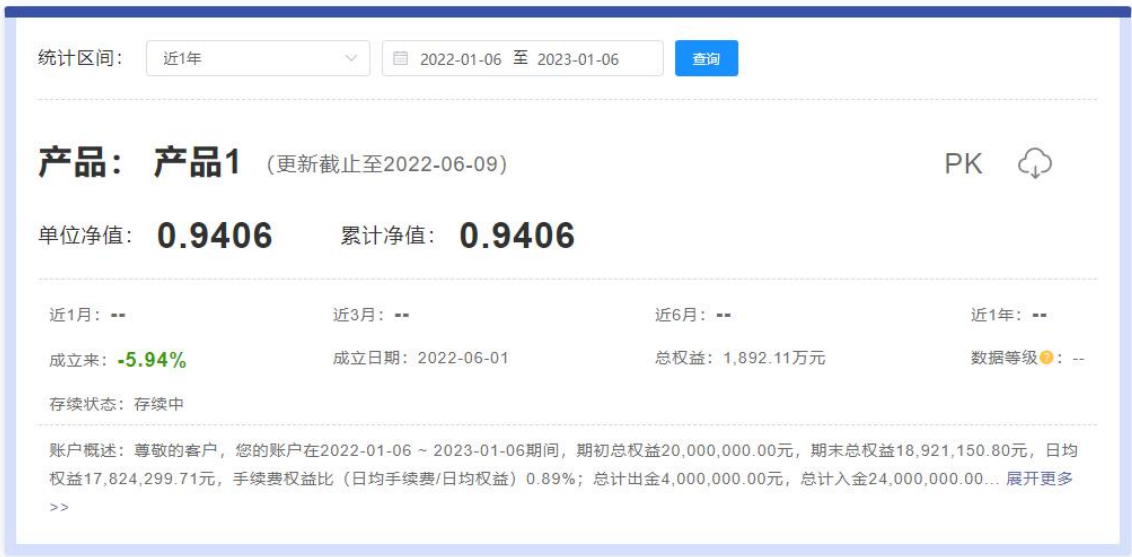 统计区间： 近1年 2022-01-06 至 2023-01-06 查询
产品： 产品1 （更新截止至2022-06-09） PK
单位净值： 0.9406 累计净值： 0.9406
近1月：-- 近3月：-- 近6月：-- 近1年：--
成立来：-5.94% 成立日期：2022-06-01 总权益：1,892.11万元 数据等级?：--
存续状态：存续中
账户概述：尊敬的客户，您的账户在2022-01-06 ~ 2023-01-06期间，期初总权益20,000,000.00元，期末总权益18,921,150.80元，日均
权益17,824,299.71元，手续费权益比（日均手续费/日均权益）0.89%；总计出金4,000,000.00元，总计入金24,000,000.00... 展开更多
>>